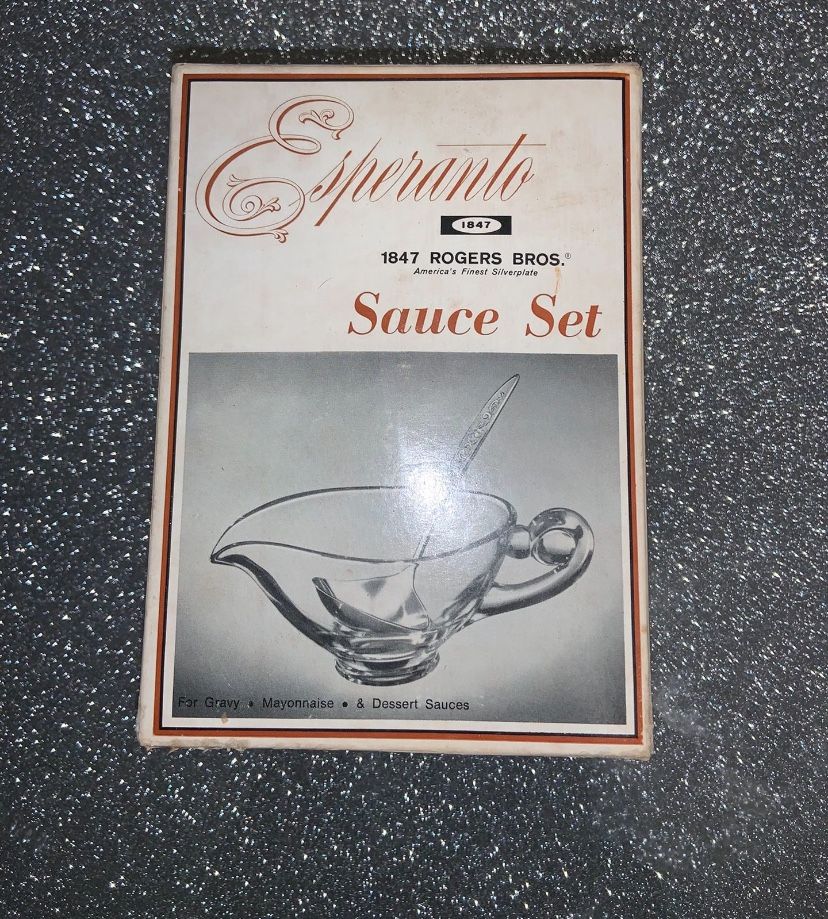 Esperanto
1847
1847 ROGERS BROS.®
America's Finest Silverplate
Sauce Set
For Gravy • Mayonnaise • & Dessert Sauces